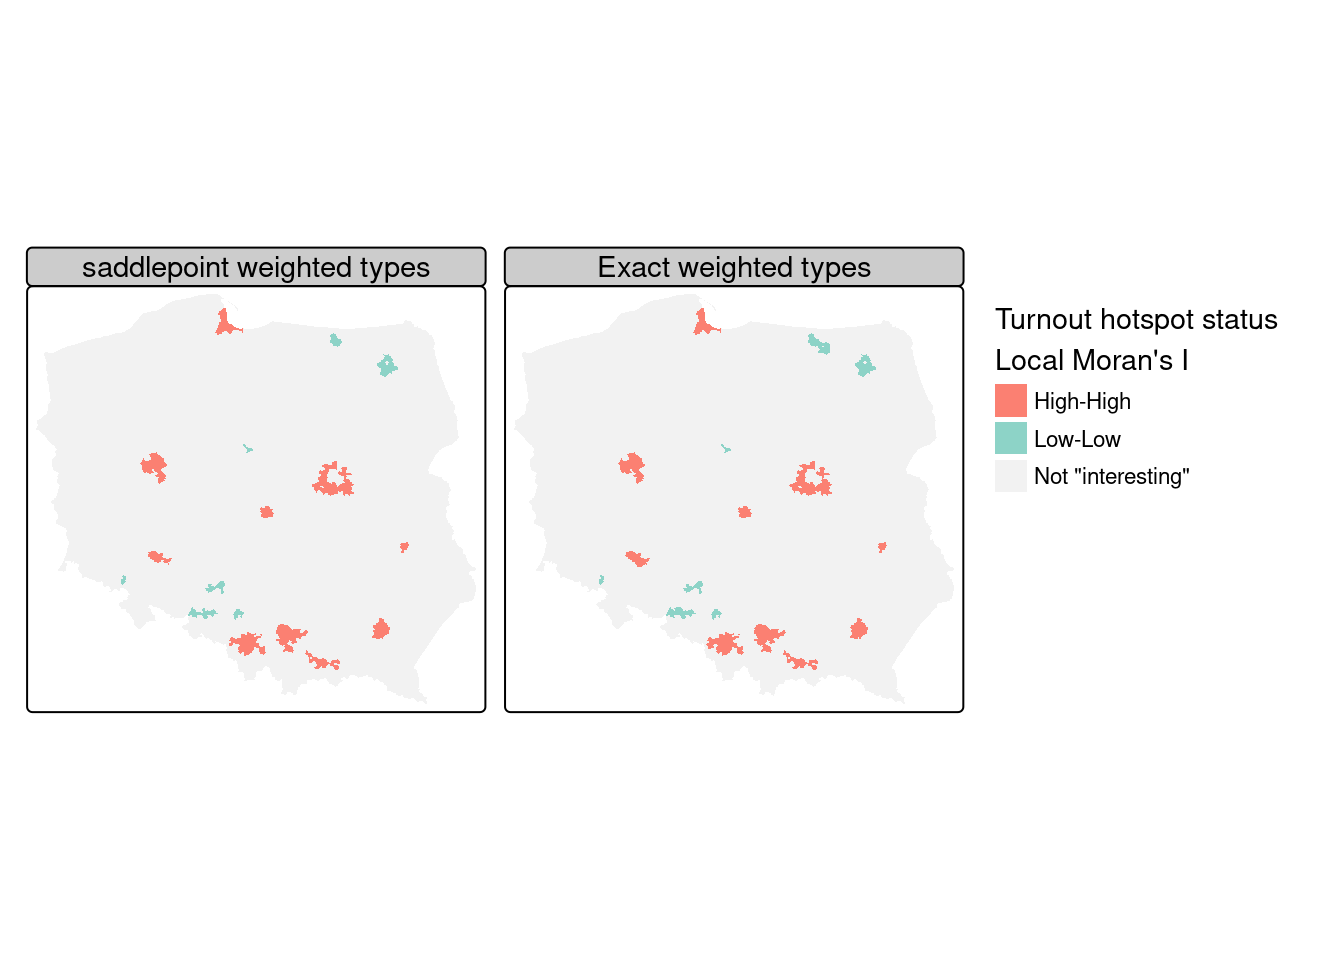 saddlepoint weighted types
Exact weighted types
Turnout hotspot status
Local Moran's I
High-High
Low-Low
Not "interesting"